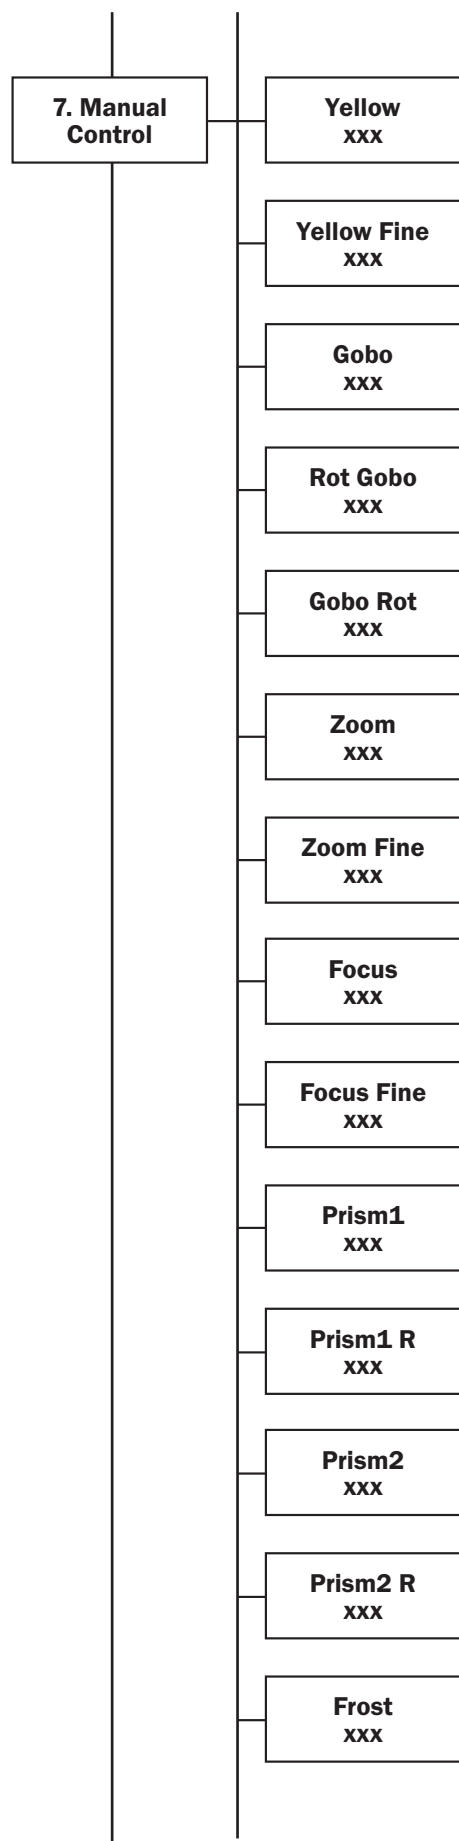 7. Manual
Control
Yellow
xxx
Yellow Fine
xxx
Gobo
xxx
Rot Gobo
xxx
Gobo Rot
xxx
Zoom
xxx
Zoom Fine
xxx
Focus
xxx
Focus Fine
xxx
Prism1
xxx
Prism1 R
xxx
Prism2
xxx
Prism2 R
xxx
Frost
xxx